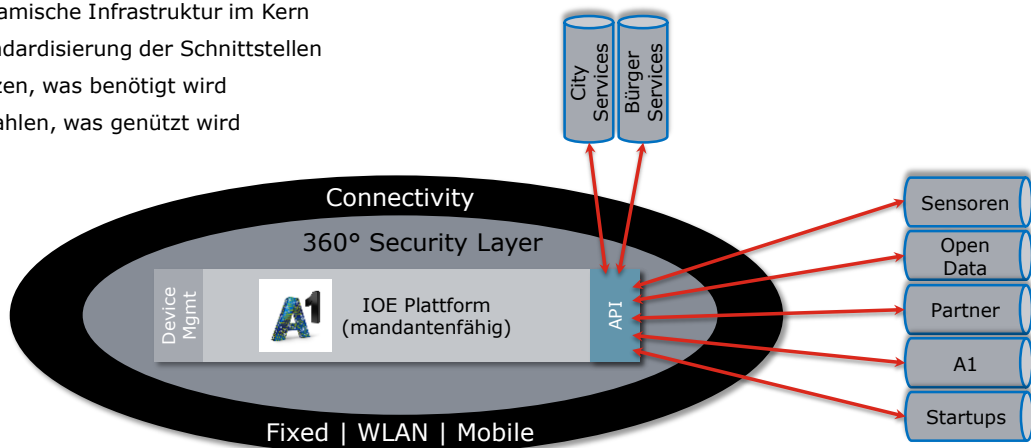 amische Infrastruktur im Kern
ndardisierung der Schnittstellen
zen, was benötigt wird
ahlen, was genützt wird
City
Services
Bürger
Services
Connectivity
360° Security Layer
Device
Mgmt
A1
IOE Plattform
(mandantenfähig)
API
Sensoren
Open
Data
Partner
A1
Startups
Fixed | WLAN | Mobile